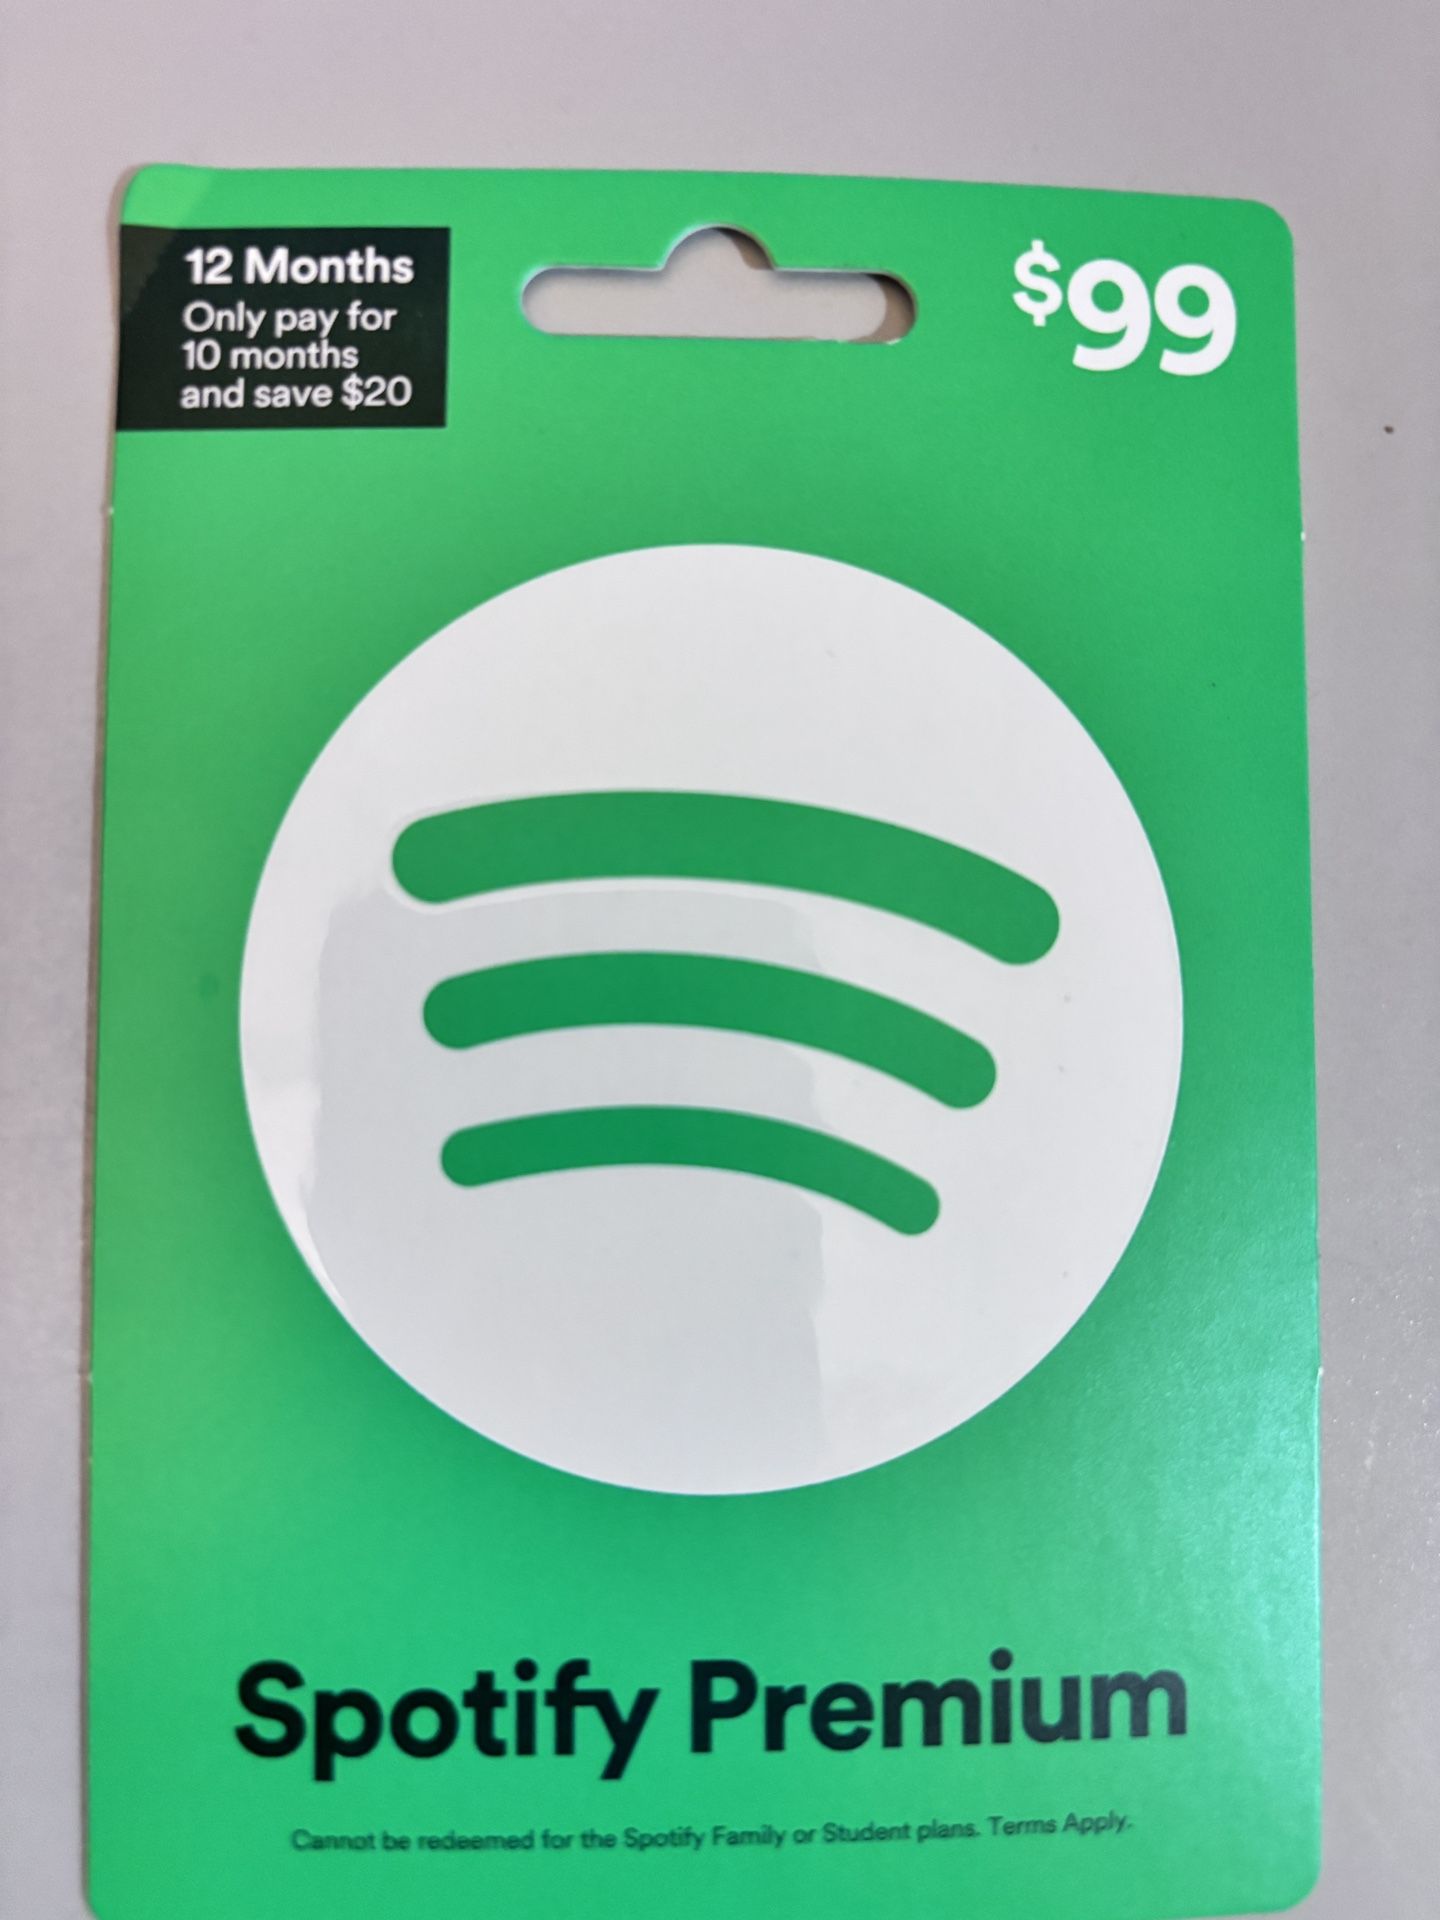 12 Months
Only pay for
10 months
and save $20
$99
Spotify Premium
Cannot be redeemed for the Spotify Family or Student plans. Terms Apply.